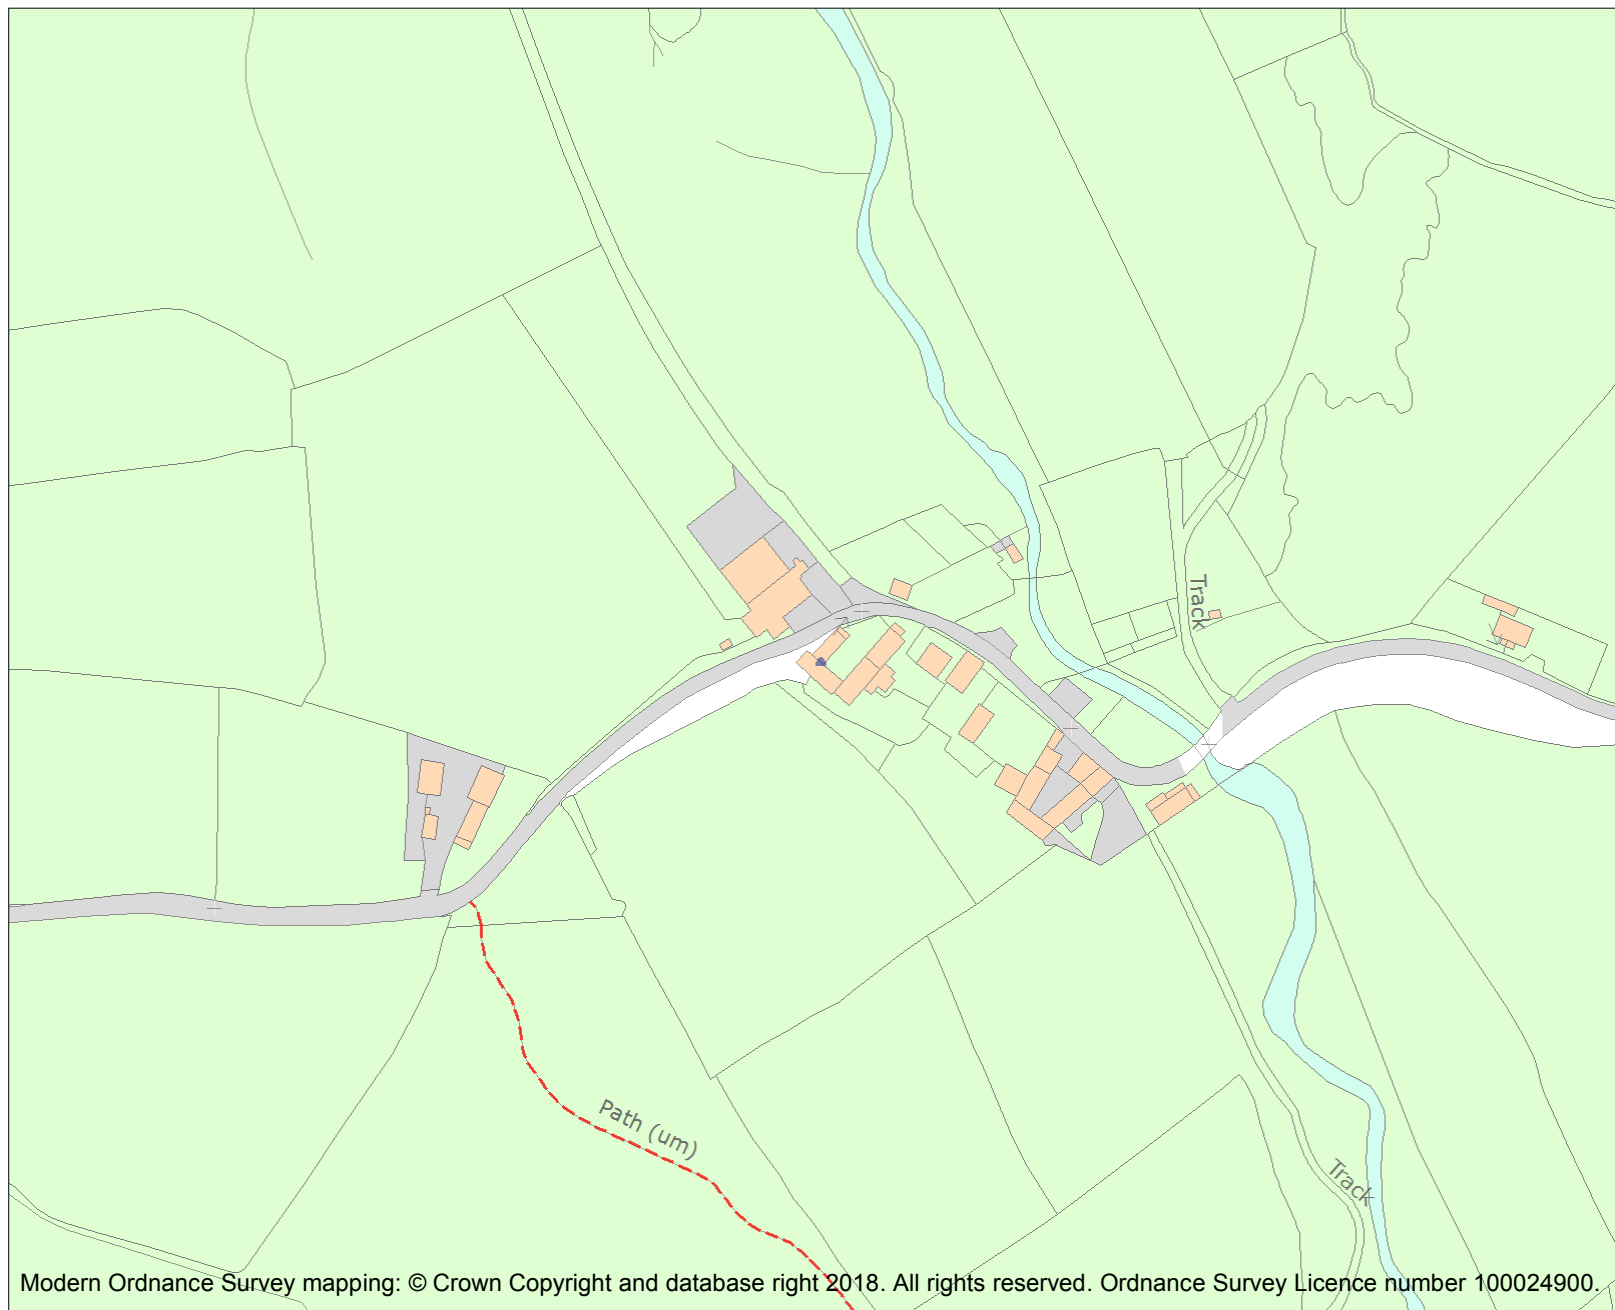 Track
Path (um)
Track
Modern Ordnance Survey mapping: © Crown Copyright and database right 2018. All rights reserved. Ordnance Survey Licence number 100024900.